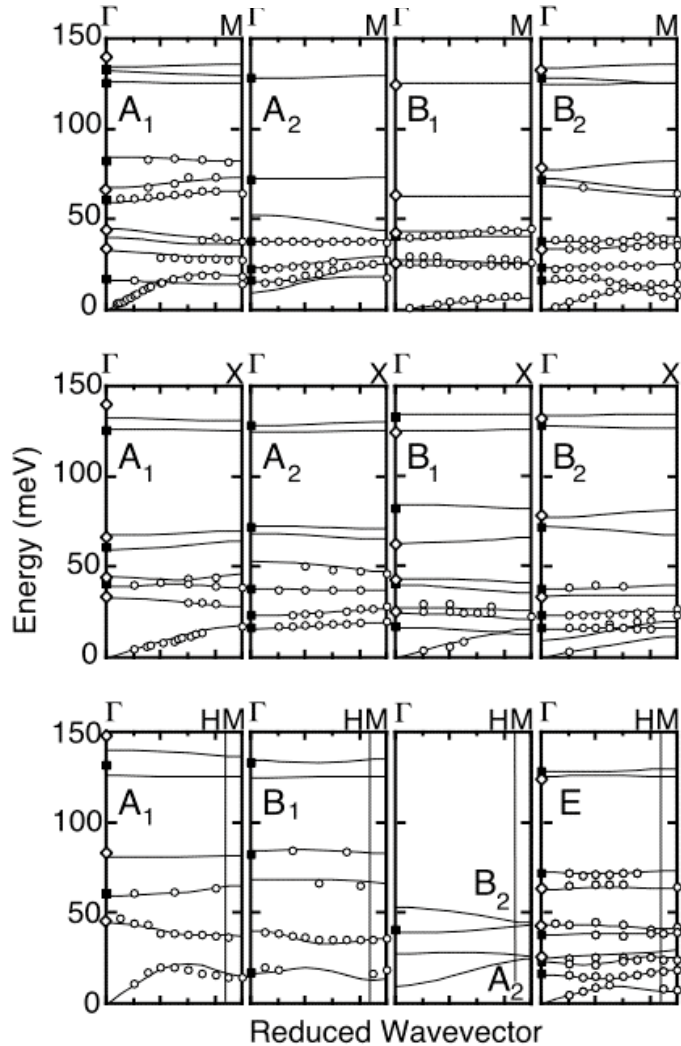 Γ M Γ M Γ M Γ M
150 A1 A2 B1 B2
100
50
0
Γ X Γ X Γ X Γ X
150 A1 A2 B1 B2
100
50
0
Energy (meV)
Γ HM Γ HM Γ HM Γ HM
150 A1 B1 E
100
B2
50
A2
0
Reduced Wavevector